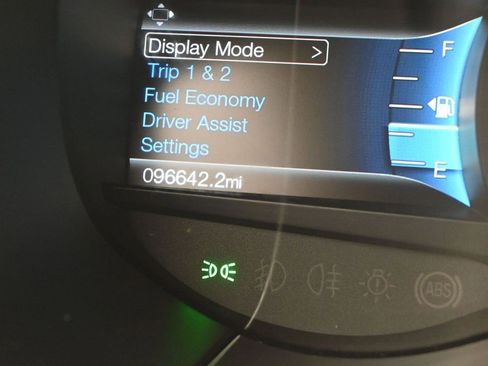 Display Mode >
F
Trip 1 & 2
Fuel Economy
Driver Assist
Settings
E
096642.2mi
ABS